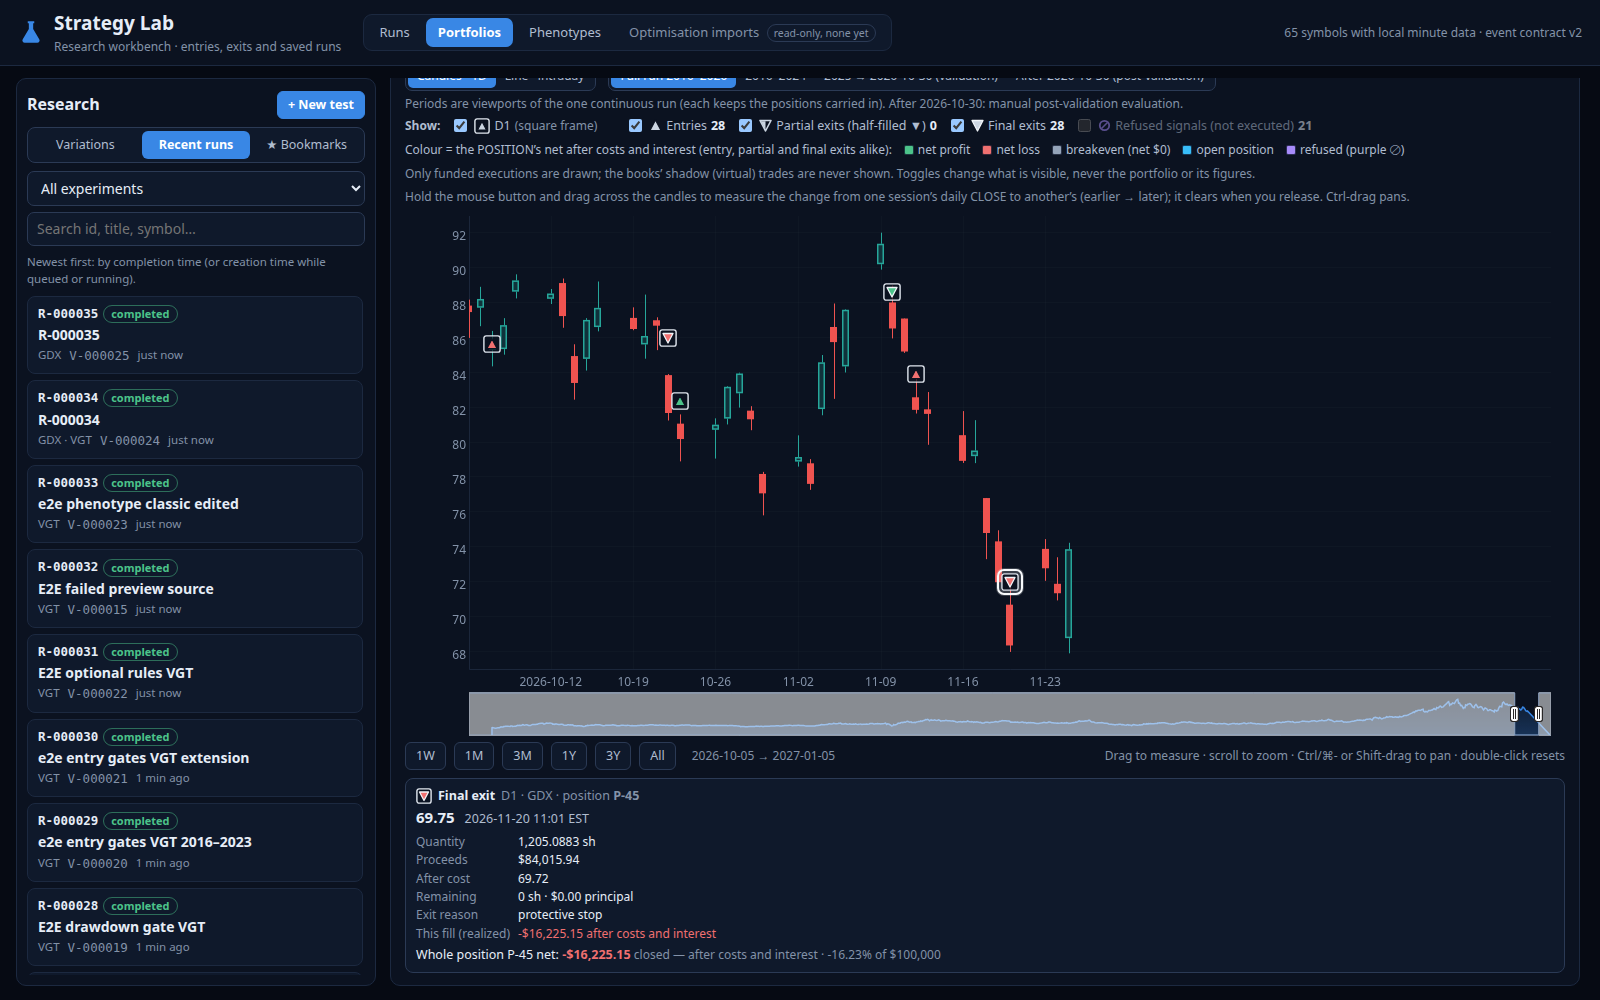 Strategy Lab
Research workbench · entries, exits and saved runs
Runs
Portfolios
Phenotypes
Optimisation imports
read-only, none yet
65 symbols with local minute data · event contract v2
Research
+ New test
Variations
Recent runs
★ Bookmarks
All experiments
Search id, title, symbol...
Newest first: by completion time (or creation time while
queued or running).
R-000035 completed
R-000035
GDX V-000025 just now
R-000034 completed
R-000034
GDX · VGT V-000024 just now
R-000033 completed
e2e phenotype classic edited
VGT V-000023 just now
R-000032 completed
E2E failed preview source
VGT V-000015 just now
R-000031 completed
E2E optional rules VGT
VGT V-000022 just now
R-000030 completed
e2e entry gates VGT extension
VGT V-000021 1 min ago
R-000029 completed
e2e entry gates VGT 2016–2023
VGT V-000020 1 min ago
R-000028 completed
E2E drawdown gate VGT
VGT V-000019 1 min ago
Periods are viewports of the one continuous run (each keeps the positions carried in). After 2026-10-30: manual post-validation evaluation.
Show: ▲ D1 (square frame) ▲ Entries 28 Partial exits (half-filled ▼) 0 ▼ Final exits 28 ⊘ Refused signals (not executed) 21
Colour = the POSITION's net after costs and interest (entry, partial and final exits alike): net profit net loss breakeven (net $0) open position refused (purple ⊘)
Only funded executions are drawn; the books' shadow (virtual) trades are never shown. Toggles change what is visible, never the portfolio or its figures.
Hold the mouse button and drag across the candles to measure the change from one session's daily CLOSE to another's (earlier → later); it clears when you release. Ctrl-drag pans.
92
90
88
86
84
82
80
78
76
74
72
70
68
2026-10-12 10-19 10-26 11-02 11-09 11-16 11-23
1W 1M 3M 1Y 3Y All 2026-10-05 → 2027-01-05
Drag to measure · scroll to zoom · Ctrl/⌘- or Shift-drag to pan · double-click resets
Final exit D1 · GDX · position P-45
69.75 2026-11-20 11:01 EST
Quantity 1,205.0883 sh
Proceeds $84,015.94
After cost 69.72
Remaining 0 sh · $0.00 principal
Exit reason protective stop
This fill (realized) -$16,225.15 after costs and interest
Whole position P-45 net: -$16,225.15 closed — after costs and interest · -16.23% of $100,000